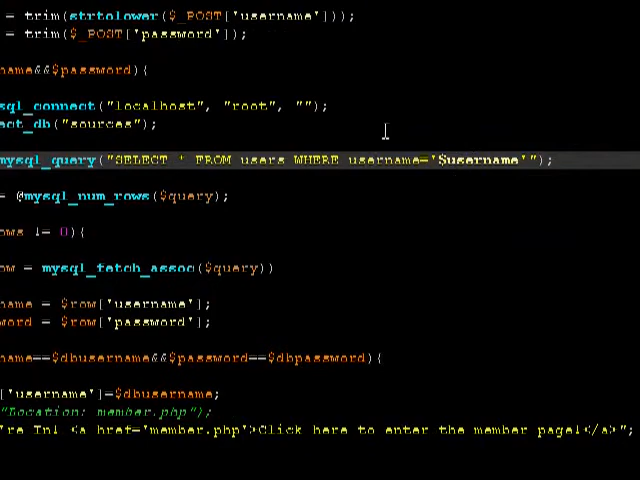 = trim(strtolower($_POST['username']));
= trim($_POST['password']);
name&&$password){
sql_connect("localhost", "root", "");
ect_db("sources");
mysql_query("SELECT * FROM users WHERE username='$username'");
= @mysql_num_rows($query);
ows != 0){
ow = mysql_fetch_assoc($query))
name = $row['username'];
word = $row['password'];
name==$dbusername&&$password==$dbpassword){
['username']=$dbusername;
"Location: member.php");
're In! <a href='member.php'>Click here to enter the member page!</a>";